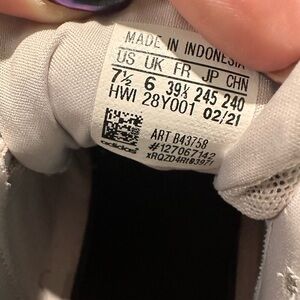 MADE IN INDONESIA
US UK FR JP CHN
7½ 6 39⅓ 245 240
HWI 28Y001 02/21
ART B43758
#127067142
adidas